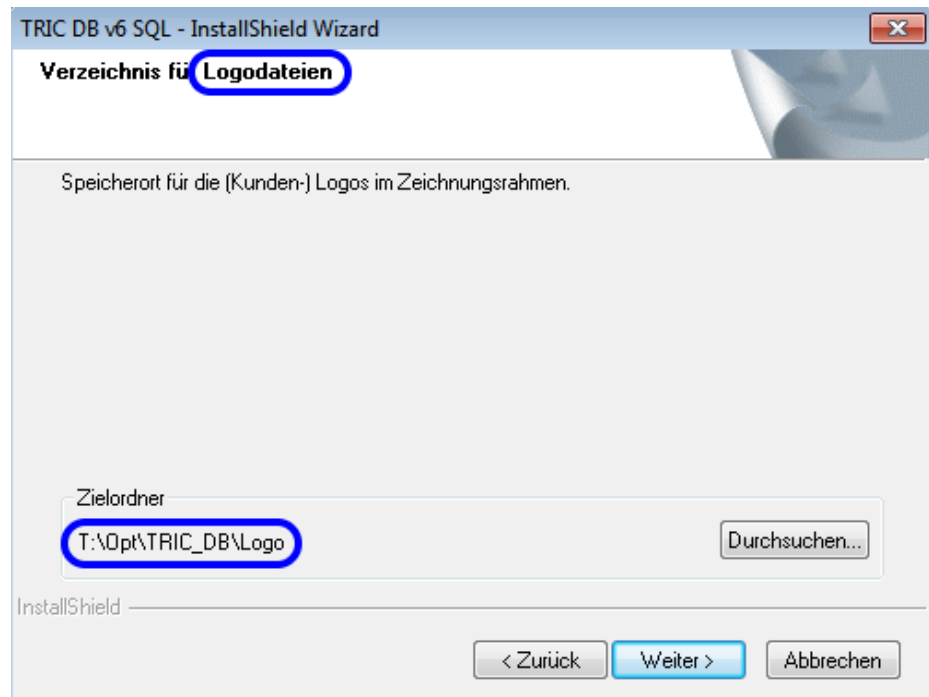 TRIC DB v6 SQL - InstallShield Wizard
Verzeichnis fü Logodateien
Speicherort für die (Kunden-) Logos im Zeichnungsrahmen.
Zielordner
T:\Opt\TRIC_DB\Logo
Durchsuchen...
InstallShield
< Zurück
Weiter >
Abbrechen